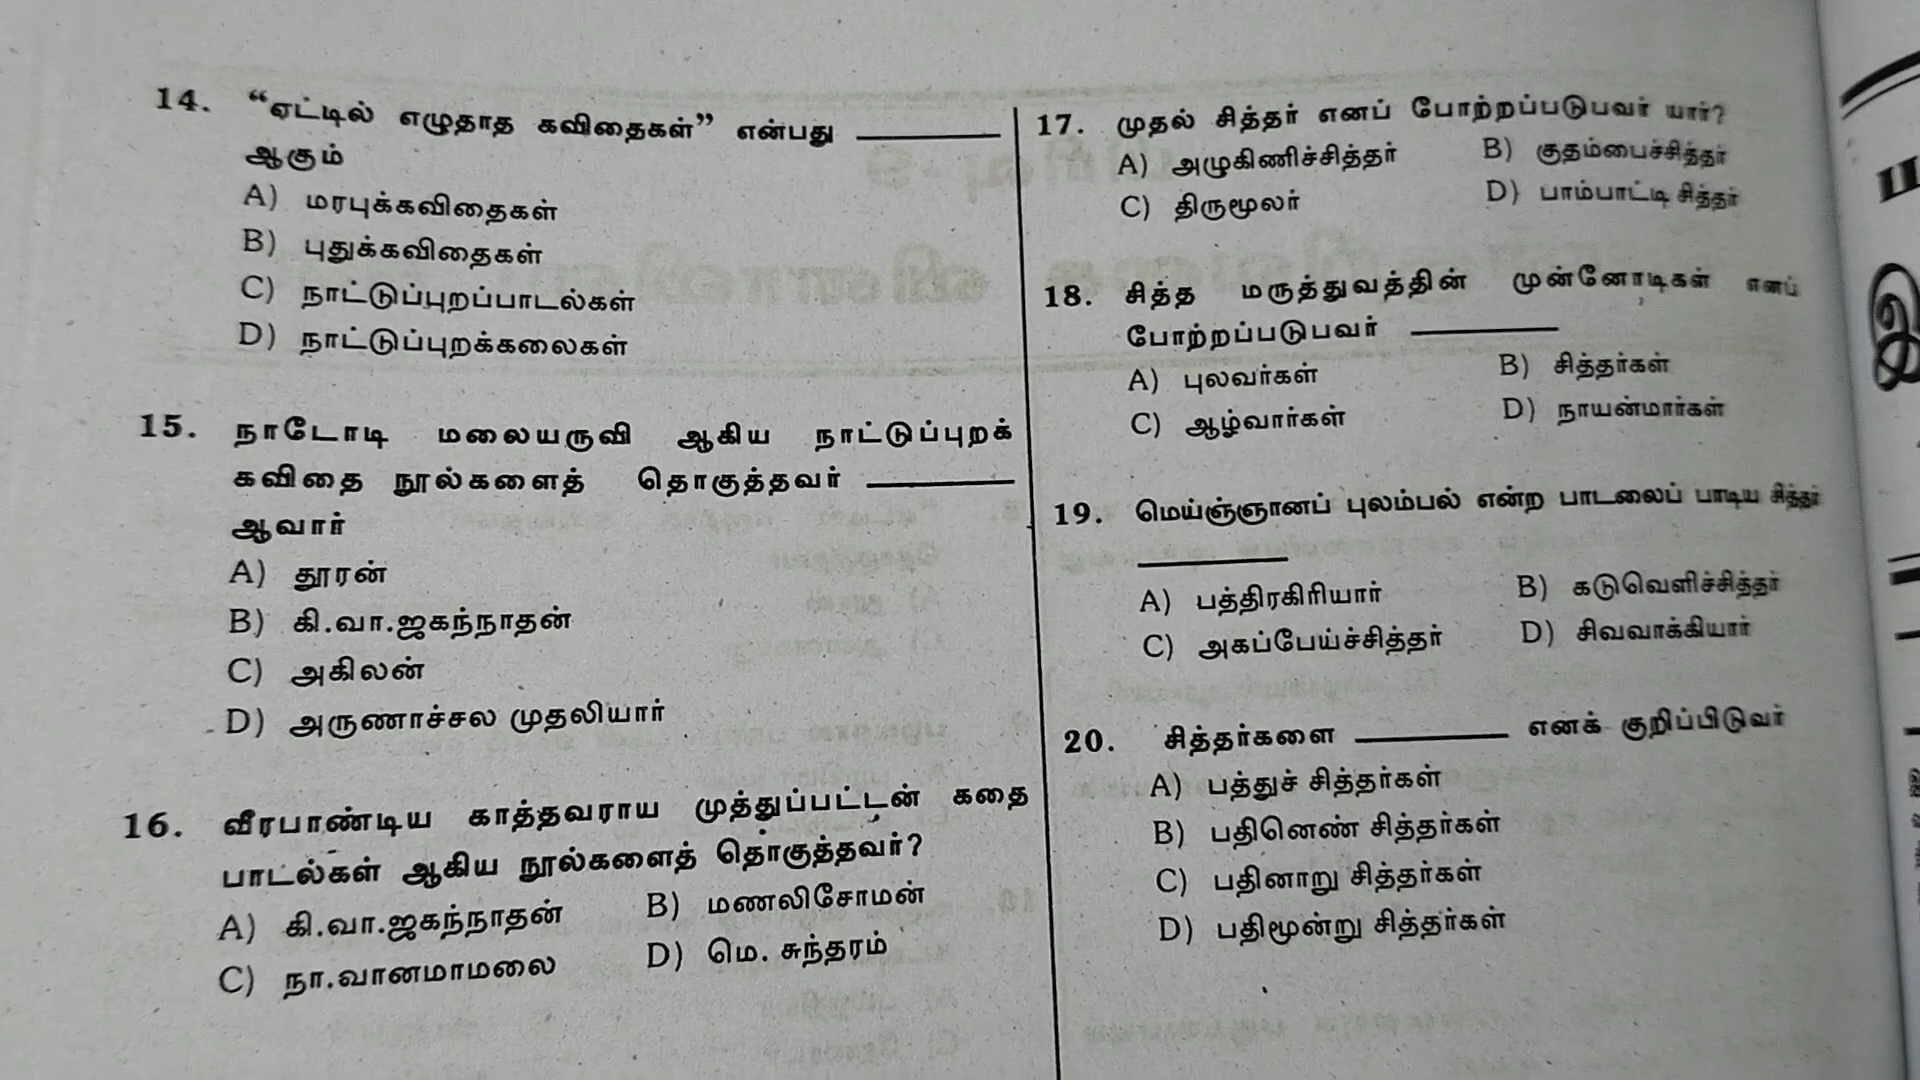 14. “ஏட்டில் எழுதாத கவிதைகள்” என்பது
ஆகும்
A) மரபுக்கவிதைகள்
B) புதுக்கவிதைகள்
C) நாட்டுப்புறப்பாடல்கள்
D) நாட்டுப்புறக்கலைகள்
15. நாடோடி மலையருவி ஆகிய நாட்டுப்புறக்
கவிதை நூல்களைத் தொகுத்தவர்
ஆவார்
A) தூரன்
B) கி.வா.ஜகந்நாதன்
C) அகிலன்
D) அருணாச்சல முதலியார்
16. வீரபாண்டிய காத்தவராய முத்துப்பட்டன் கதை
பாடல்கள் ஆகிய நூல்களைத் தொகுத்தவர்?
A) கி.வா.ஜகந்நாதன் B) மணலிசோமன்
C) நா.வானமாமலை D) மெ. சுந்தரம்
17. முதல் சித்தர் எனப் போற்றப்படுபவர் யார்?
A) அழுகிணிச்சித்தர் B) குதம்பைச்சித்தர்
C) திருமூலர் D) பாம்பாட்டி சித்தர்
18. சித்த மருத்துவத்தின் முன்னோடிகள் எனப்
போற்றப்படுபவர்
A) புலவர்கள் B) சித்தர்கள்
C) ஆழ்வார்கள் D) நாயன்மார்கள்
19. மெய்ஞ்ஞானப் புலம்பல் என்ற பாடலைப் பாடிய சித்தர்
A) பத்திரகிரியார் B) கடுவெளிச்சித்தர்
C) அகப்பேய்ச்சித்தர் D) சிவவாக்கியார்
20. சித்தர்களை எனக் குறிப்பிடுவர்
A) பத்துச் சித்தர்கள்
B) பதினெண் சித்தர்கள்
C) பதினாறு சித்தர்கள்
D) பதிமூன்று சித்தர்கள்